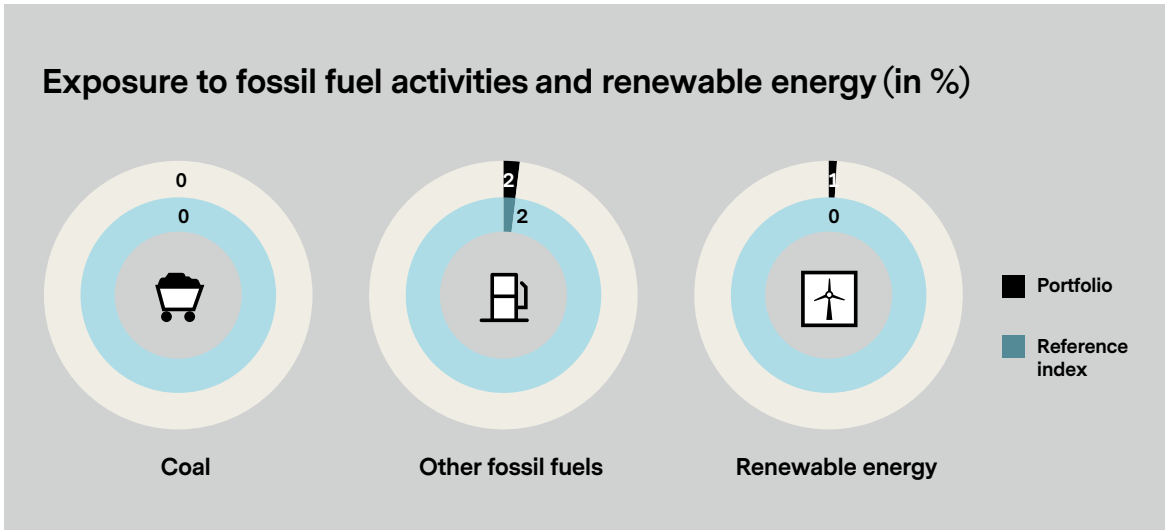 Exposure to fossil fuel activities and renewable energy (in %)
0
0
2
2
1
0
Portfolio
Reference
index
Coal
Other fossil fuels
Renewable energy